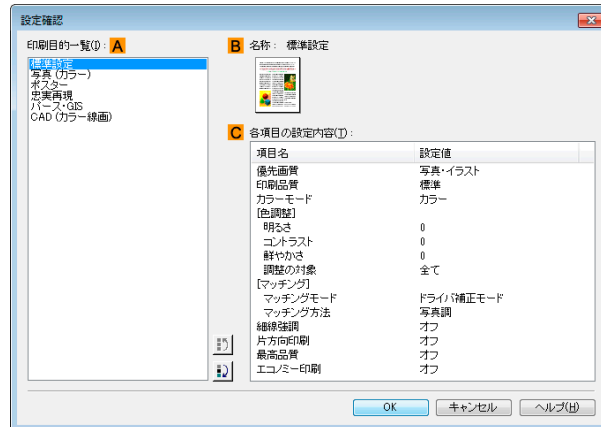 設定確認
印刷目的一覧(I): A
標準設定
写真 (カラー)
ポスター
忠実再現
パース・GIS
CAD (カラー線画)
B 名称: 標準設定
C 各項目の設定内容(T):
項目名 設定値
優先画質 写真・イラスト
印刷品質 標準
カラーモード カラー
[色調整]
明るさ 0
コントラスト 0
鮮やかさ 0
調整の対象 全て
[マッチング]
マッチングモード ドライバ補正モード
マッチング方法 写真調
細線強調 オフ
片方向印刷 オフ
最高品質 オフ
エコノミー印刷 オフ
OK キャンセル ヘルプ(H)